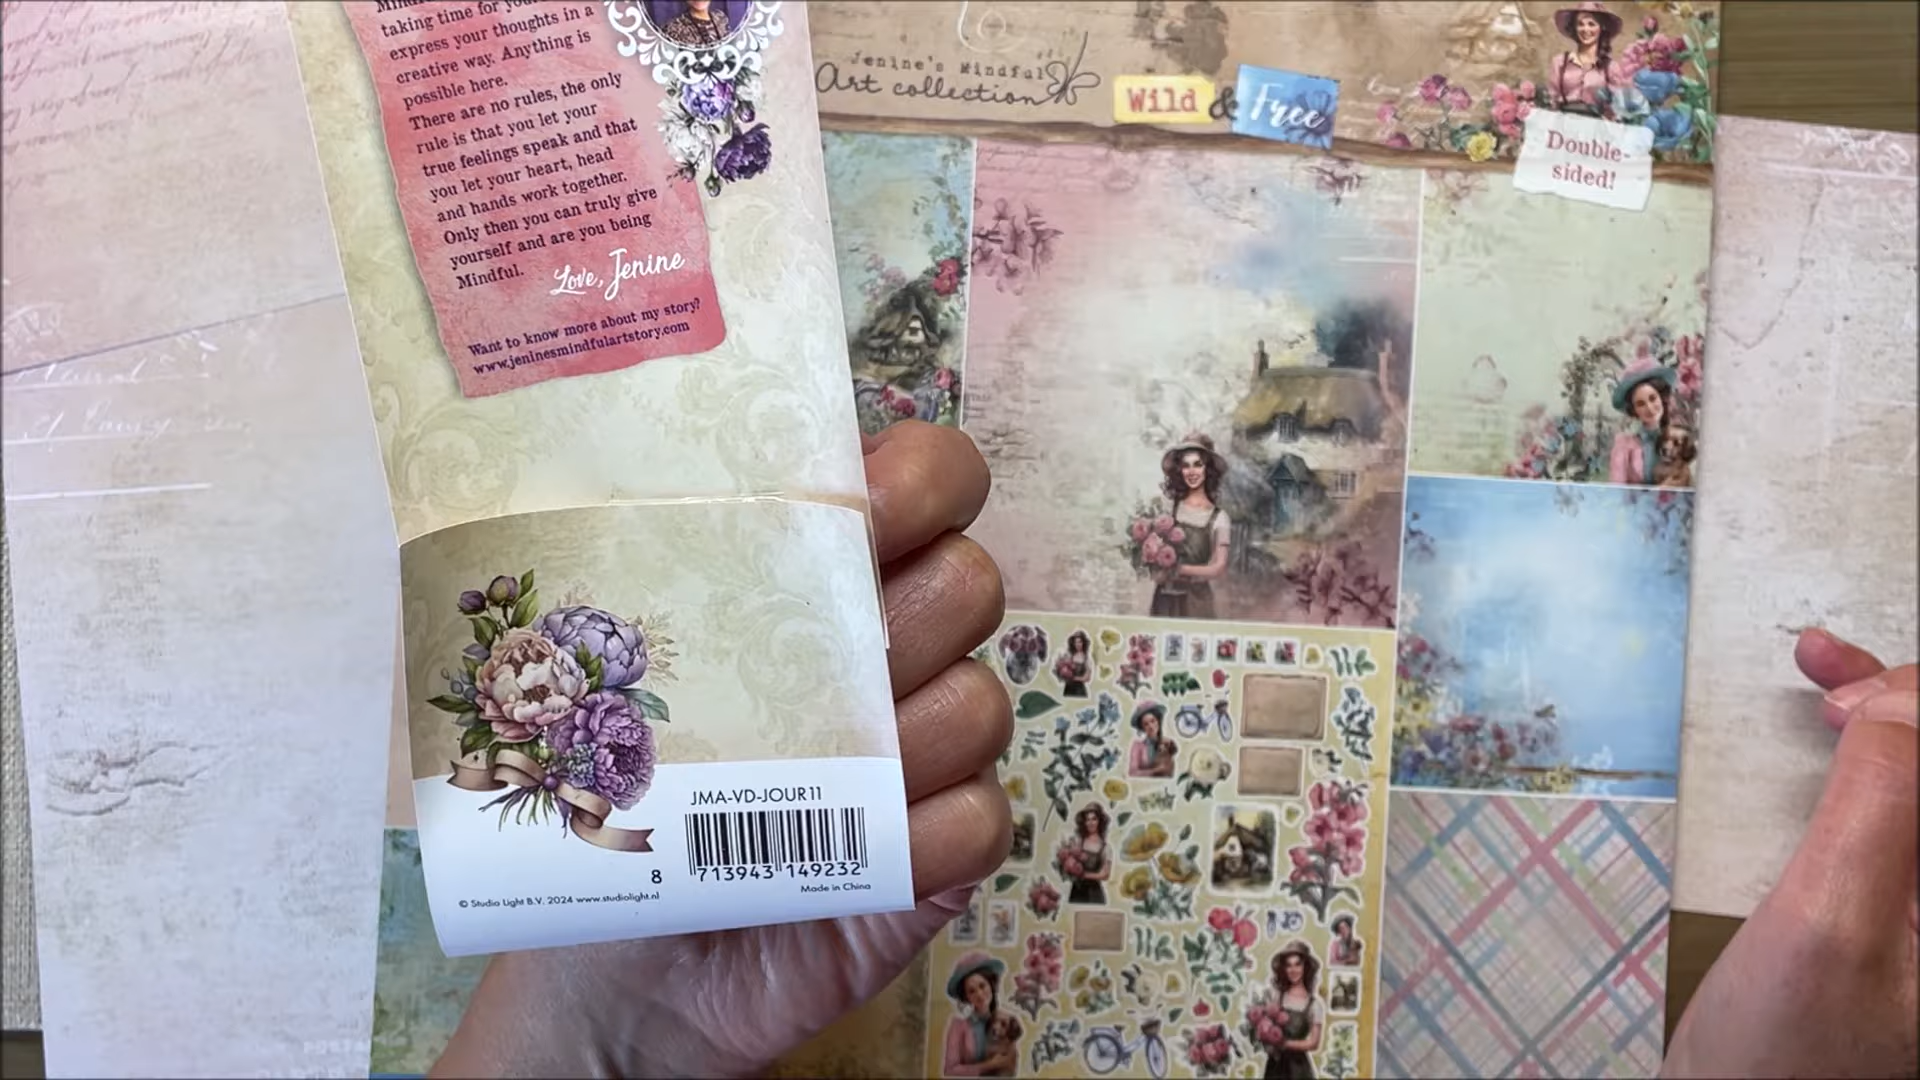 taking time for
express your thoughts in a
creative way. Anything is
possible here.
There are no rules, the only
rule is that you let your
true feelings speak and that
you let your heart, head
and hands work together.
Only then you can truly give
yourself and are you being
Mindful.
Love, Jenine
Want to know more about my story?
www.jeninesmindfulartstory.com
JMA-VD-JOUR11
8
713943 149232
Made in China
© Studio Light B.V. 2024 www.studiolight.nl
Jenine's Mindful
Art collection
Wild & Free
Double-
sided!